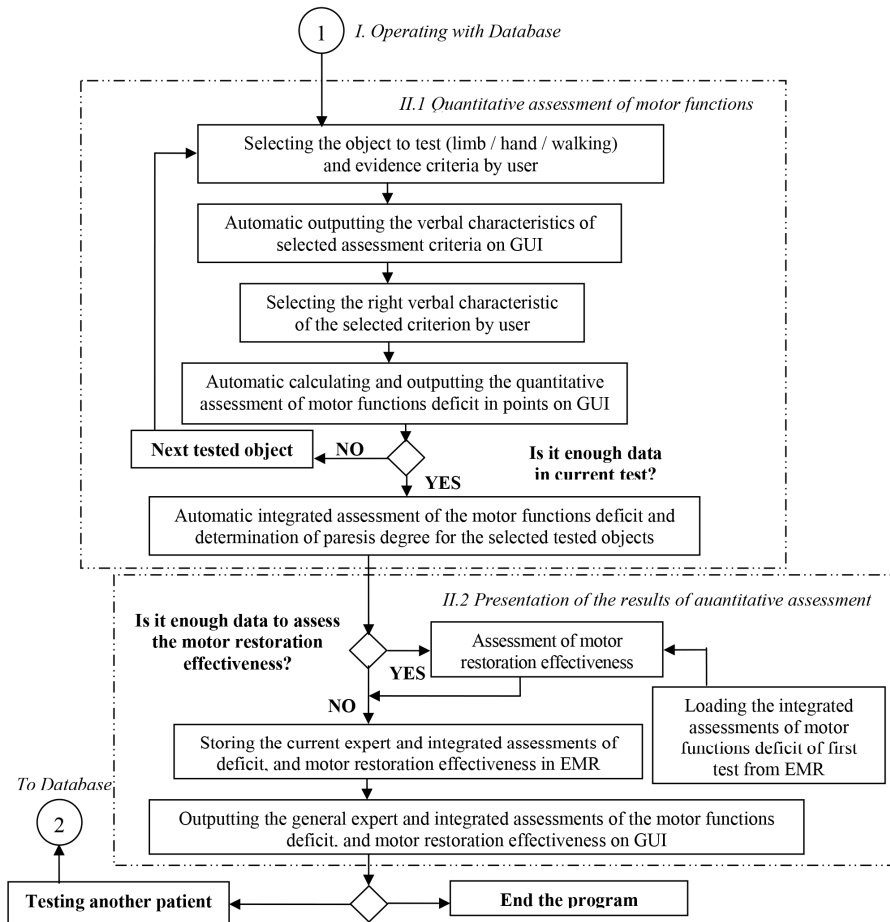 1
I. Operating with Database
II.1 Quantitative assessment of motor functions
Selecting the object to test (limb / hand / walking)
and evidence criteria by user
Automatic outputting the verbal characteristics of
selected assessment criteria on GUI
Selecting the right verbal characteristic
of the selected criterion by user
Automatic calculating and outputting the quantitative
assessment of motor functions deficit in points on GUI
Next tested object
NO
Is it enough data
in current test?
YES
Automatic integrated assessment of the motor functions deficit and
determination of paresis degree for the selected tested objects
II.2 Presentation of the results of quantitative assessment
Is it enough data to assess
the motor restoration
effectiveness?
YES
Assessment of motor
restoration effectiveness
NO
Loading the integrated
assessments of motor
functions deficit of first
test from EMR
Storing the current expert and integrated assessments of
deficit, and motor restoration effectiveness in EMR
To Database
2
Outputting the general expert and integrated assessments of the motor functions
deficit, and motor restoration effectiveness on GUI
Testing another patient
End the program